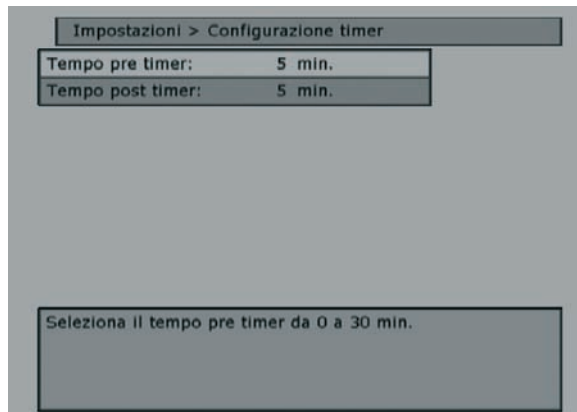 Impostazioni > Configurazione timer
Tempo pre timer: 5 min.
Tempo post timer: 5 min.
Seleziona il tempo pre timer da 0 a 30 min.